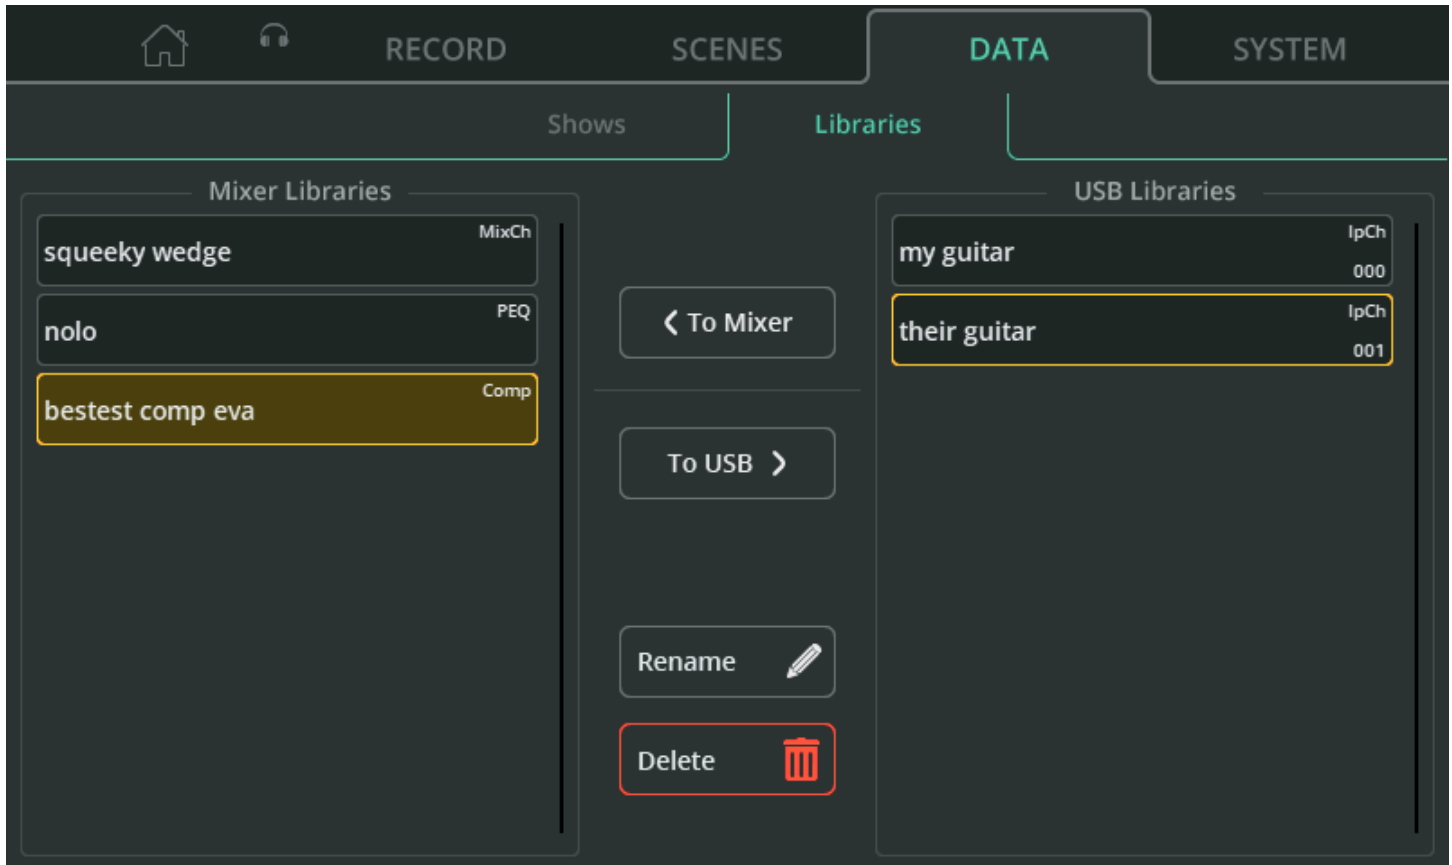 RECORD SCENES DATA SYSTEM
Shows Libraries
Mixer Libraries
squeeky wedge MixCh
nolo PEQ
bestest comp eva Comp
To Mixer
To USB
Rename
Delete
USB Libraries
my guitar IpCh
000
their guitar IpCh
001